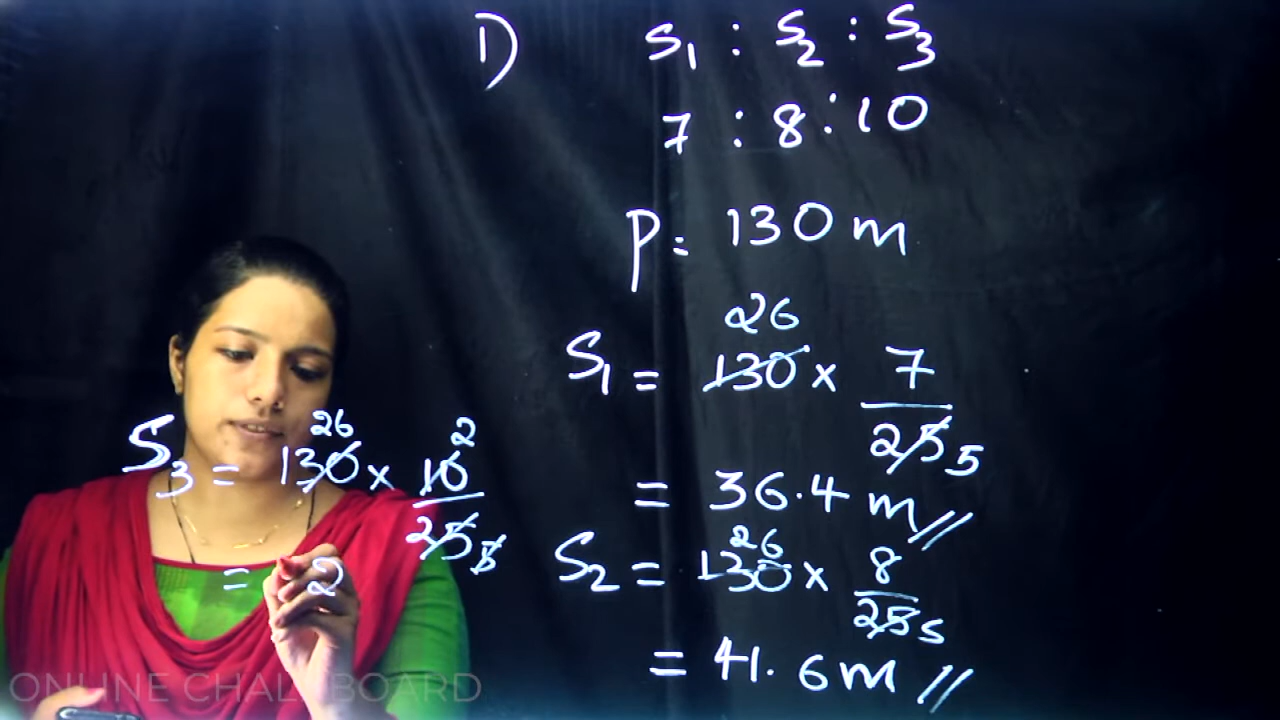 1) S1 : S2 : S3
7 : 8 : 10
P = 130 m
26
S1 = 130 x 7/25 5
= 36.4 m //
26
S2 = 130 x 8/25 5
= 41.6 m //
26 2
S3 = 130 x 10/25 5
= 2
ONLINE CHALKBOARD